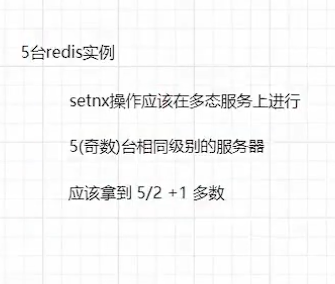 5台redis实例
setnx操作应该在多态服务上进行
5(奇数)台相同级别的服务器
应该拿到 5/2 +1 多数